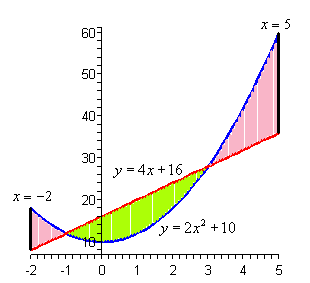 x = 5
60
50
40
30
y = 4x + 16
x = −2
20
y = 2x² + 10
10
-2 -1 0 1 2 3 4 5